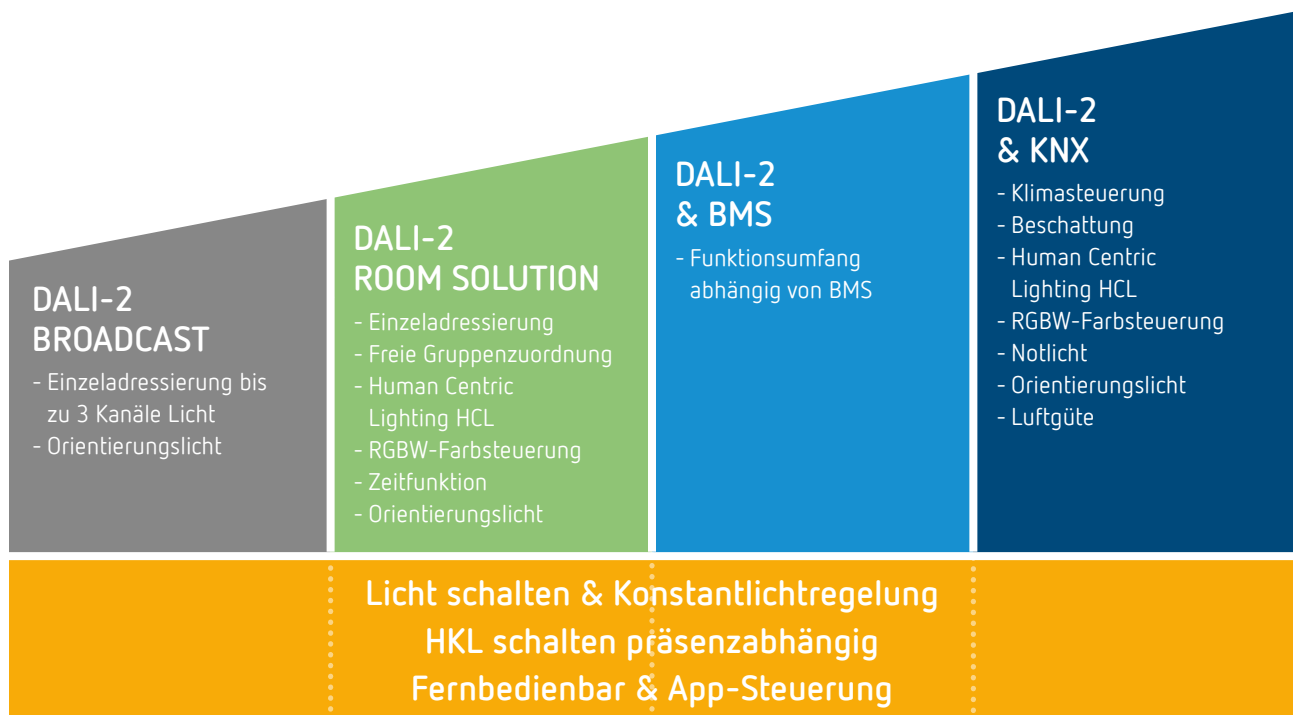 DALI-2
BROADCAST
- Einzeladressierung bis
zu 3 Kanäle Licht
- Orientierungslicht
DALI-2
ROOM SOLUTION
- Einzeladressierung
- Freie Gruppenzuordnung
- Human Centric
Lighting HCL
- RGBW-Farbsteuerung
- Zeitfunktion
- Orientierungslicht
DALI-2
& BMS
- Funktionsumfang
abhängig von BMS
DALI-2
& KNX
- Klimasteuerung
- Beschattung
- Human Centric
Lighting HCL
- RGBW-Farbsteuerung
- Notlicht
- Orientierungslicht
- Luftgüte
Licht schalten & Konstantlichtregelung
HKL schalten präsenzabhängig
Fernbedienbar & App-Steuerung